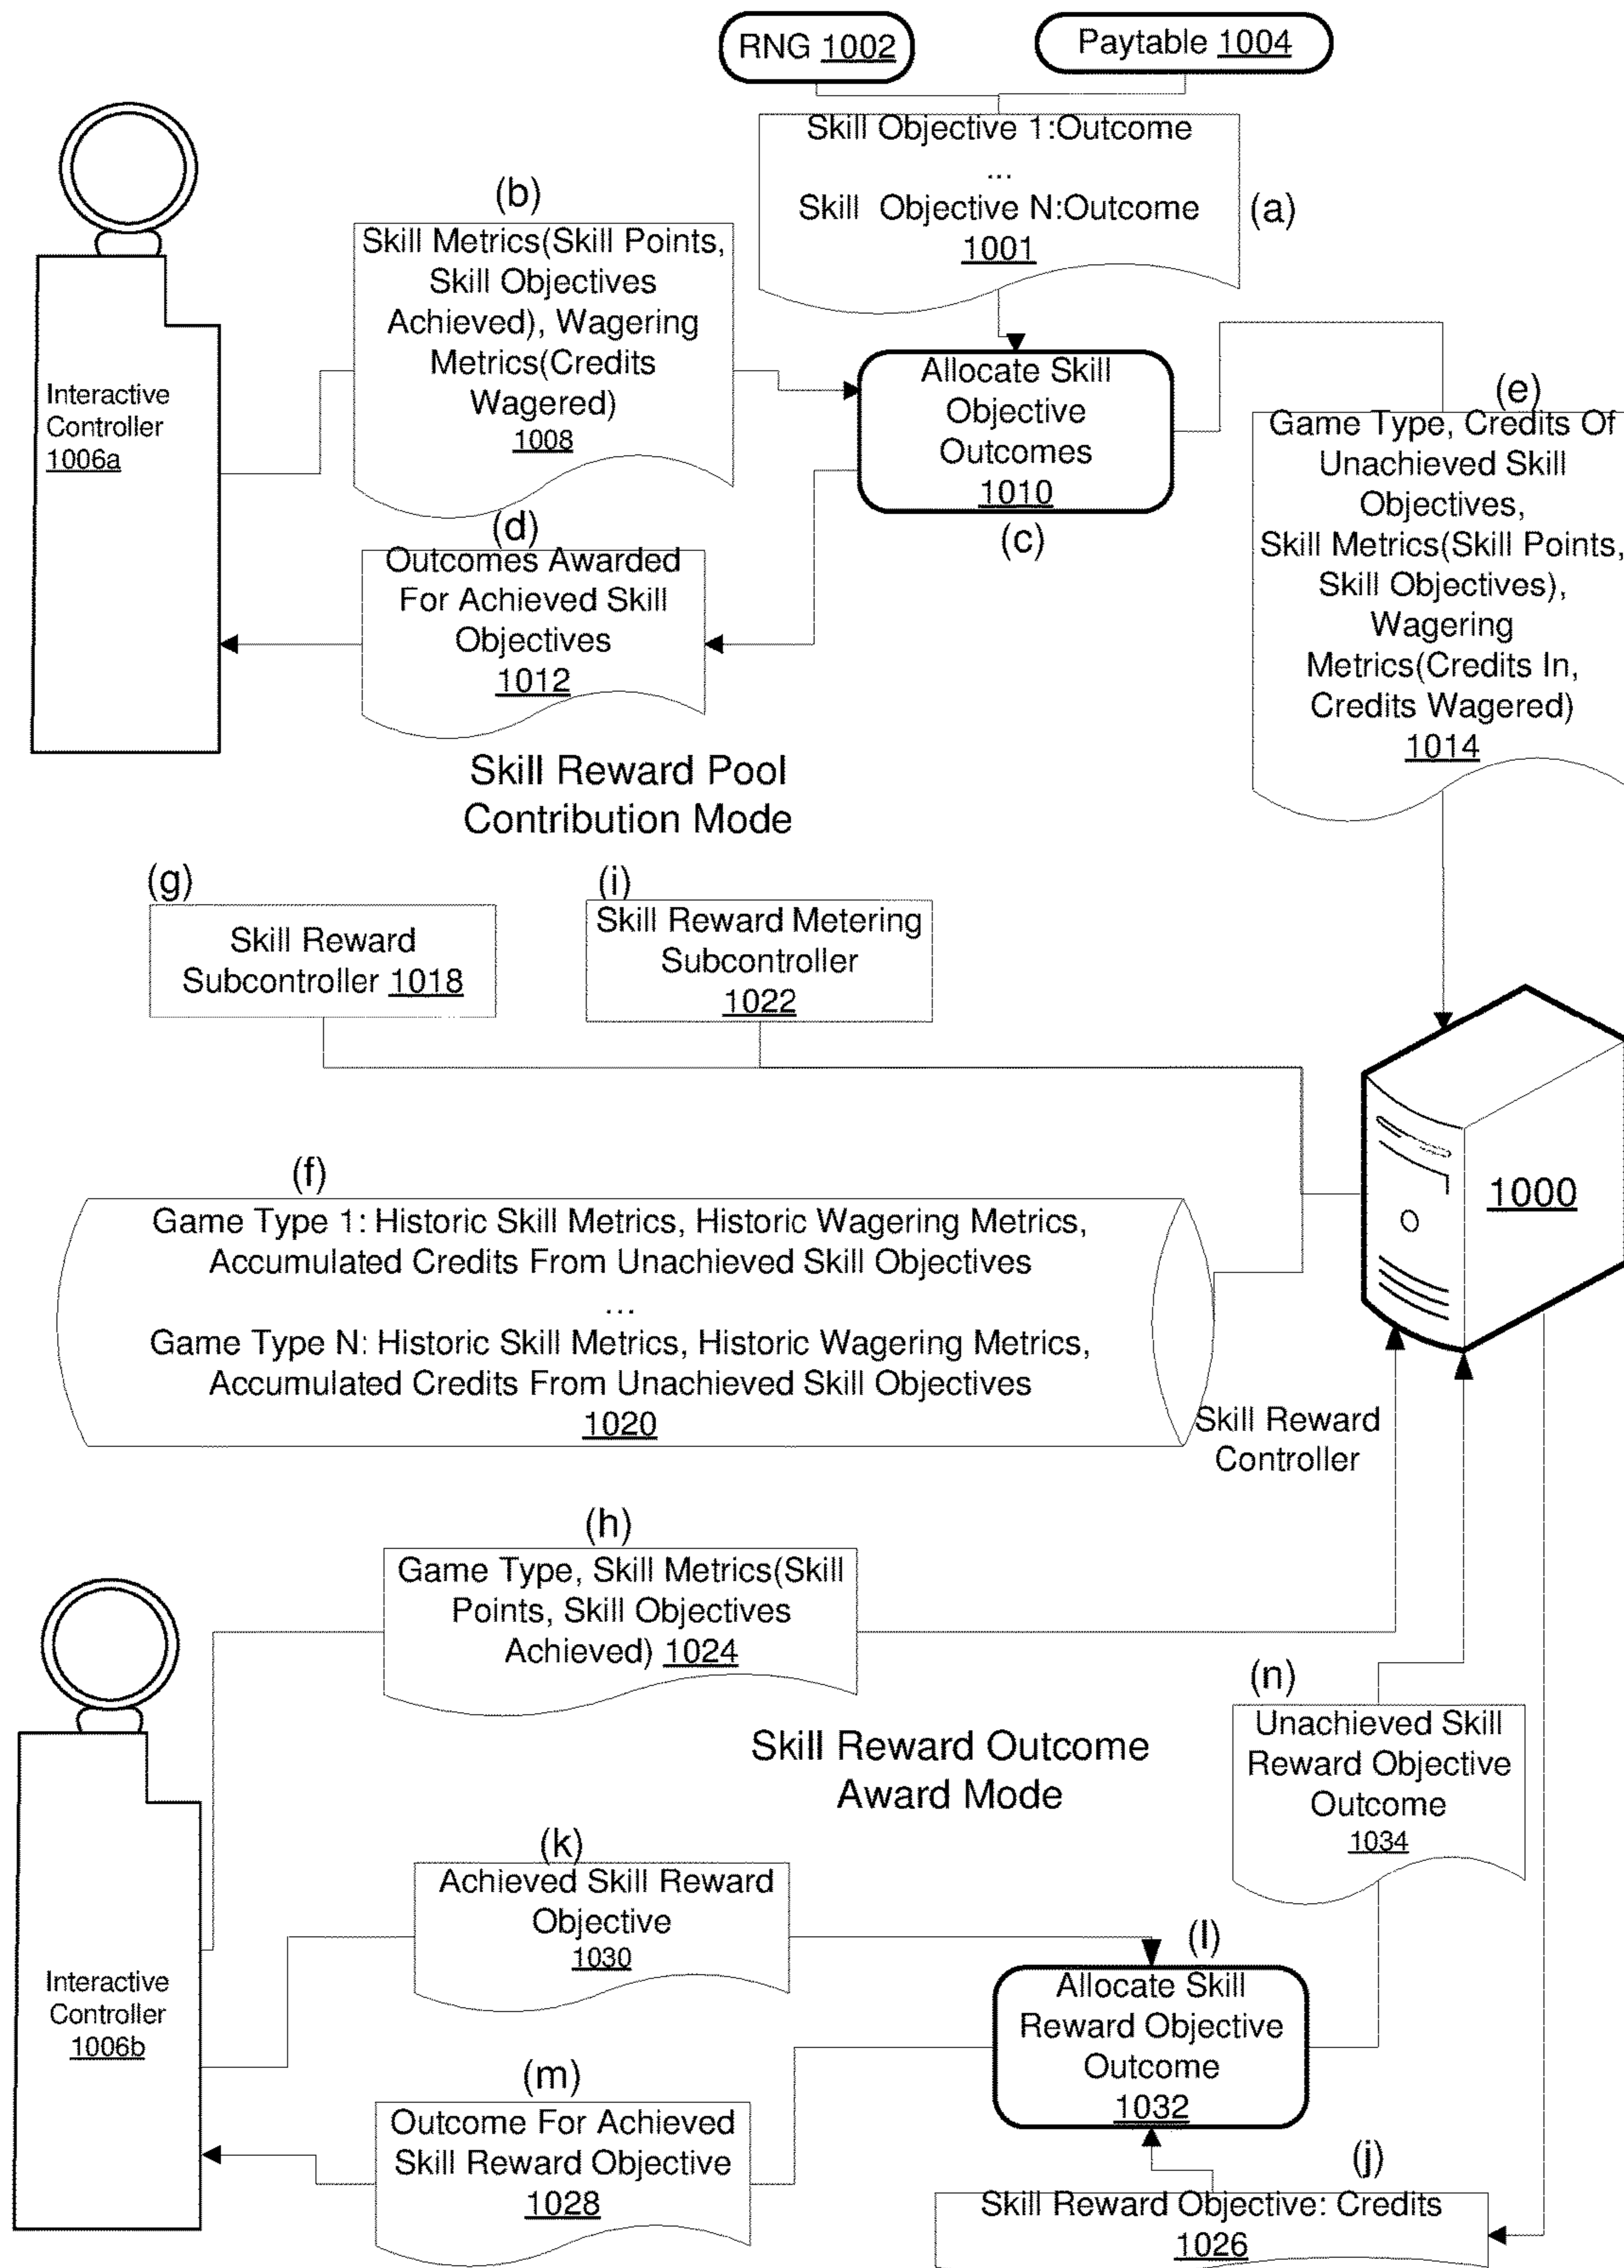 RNG 1002
Paytable 1004
Skill Objective 1:Outcome
...
Skill Objective N:Outcome
1001
(a)
(b)
Skill Metrics(Skill Points,
Skill Objectives
Achieved), Wagering
Metrics(Credits
Wagered)
1008
Interactive
Controller
1006a
Allocate Skill
Objective
Outcomes
1010
(c)
(d)
Outcomes Awarded
For Achieved Skill
Objectives
1012
(e)
Game Type, Credits Of
Unachieved Skill
Objectives,
Skill Metrics(Skill Points,
Skill Objectives),
Wagering
Metrics(Credits In,
Credits Wagered)
1014
Skill Reward Pool
Contribution Mode
(g)
Skill Reward
Subcontroller 1018
(i)
Skill Reward Metering
Subcontroller
1022
1000
(f)
Game Type 1: Historic Skill Metrics, Historic Wagering Metrics,
Accumulated Credits From Unachieved Skill Objectives
...
Game Type N: Historic Skill Metrics, Historic Wagering Metrics,
Accumulated Credits From Unachieved Skill Objectives
1020
Skill Reward
Controller
(h)
Game Type, Skill Metrics(Skill
Points, Skill Objectives
Achieved) 1024
Skill Reward Outcome
Award Mode
(n)
Unachieved Skill
Reward Objective
Outcome
1034
(k)
Achieved Skill Reward
Objective
1030
Interactive
Controller
1006b
(l)
Allocate Skill
Reward Objective
Outcome
1032
(m)
Outcome For Achieved
Skill Reward Objective
1028
(j)
Skill Reward Objective: Credits
1026